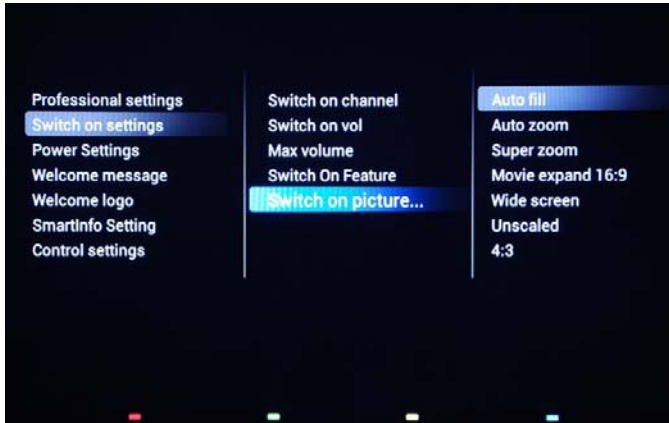 Professional settings
Switch on settings
Power Settings
Welcome message
Welcome logo
SmartInfo Setting
Control settings
Switch on channel
Switch on vol
Max volume
Switch On Feature
Switch on picture...
Auto fill
Auto zoom
Super zoom
Movie expand 16:9
Wide screen
Unscaled
4:3